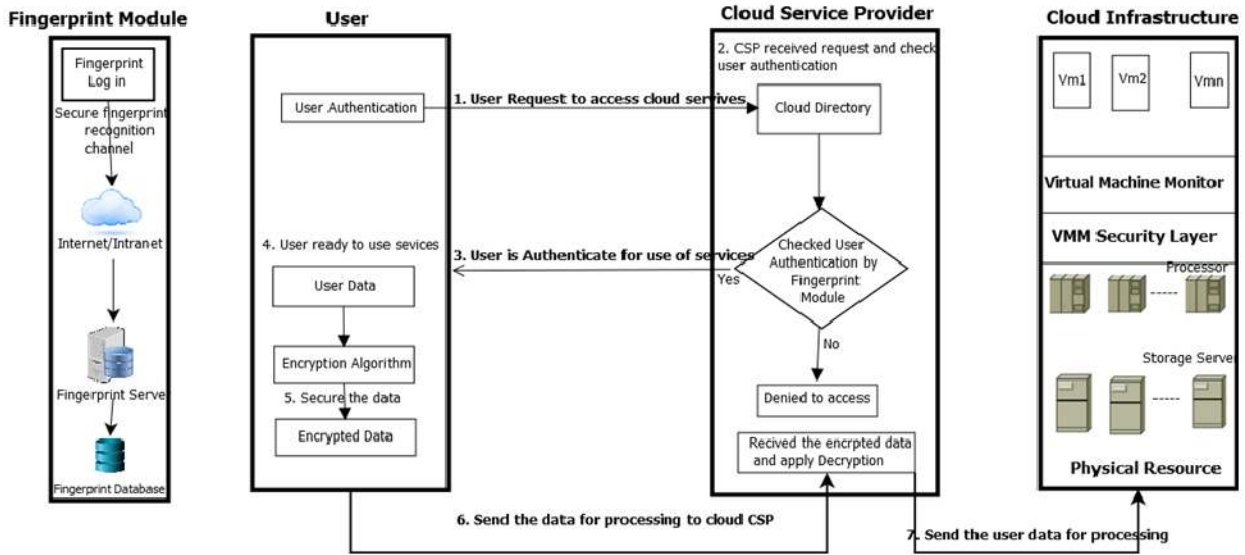 Fingerprint Module
Fingerprint
Log in
Secure fingerprint
recognition
channel
Internet/Intranet
Fingerprint Server
Fingerprint Database
User
User Authentication
4. User ready to use sevices
User Data
Encryption Algorithm
5. Secure the data
Encrypted Data
1. User Request to access cloud servives
3. User is Authenticate for use of services
6. Send the data for processing to cloud CSP
Cloud Service Provider
2. CSP received request and check
user authentication
Cloud Directory
Checked User
Authentication by
Fingerprint
Module
Yes
No
Denied to access
Recived the encrpted data
and apply Decryption
7. Send the user data for processing
Cloud Infrastructure
Vm1
Vm2
Vmn
Virtual Machine Monitor
VMM Security Layer
Processor
Storage Server
Physical Resource